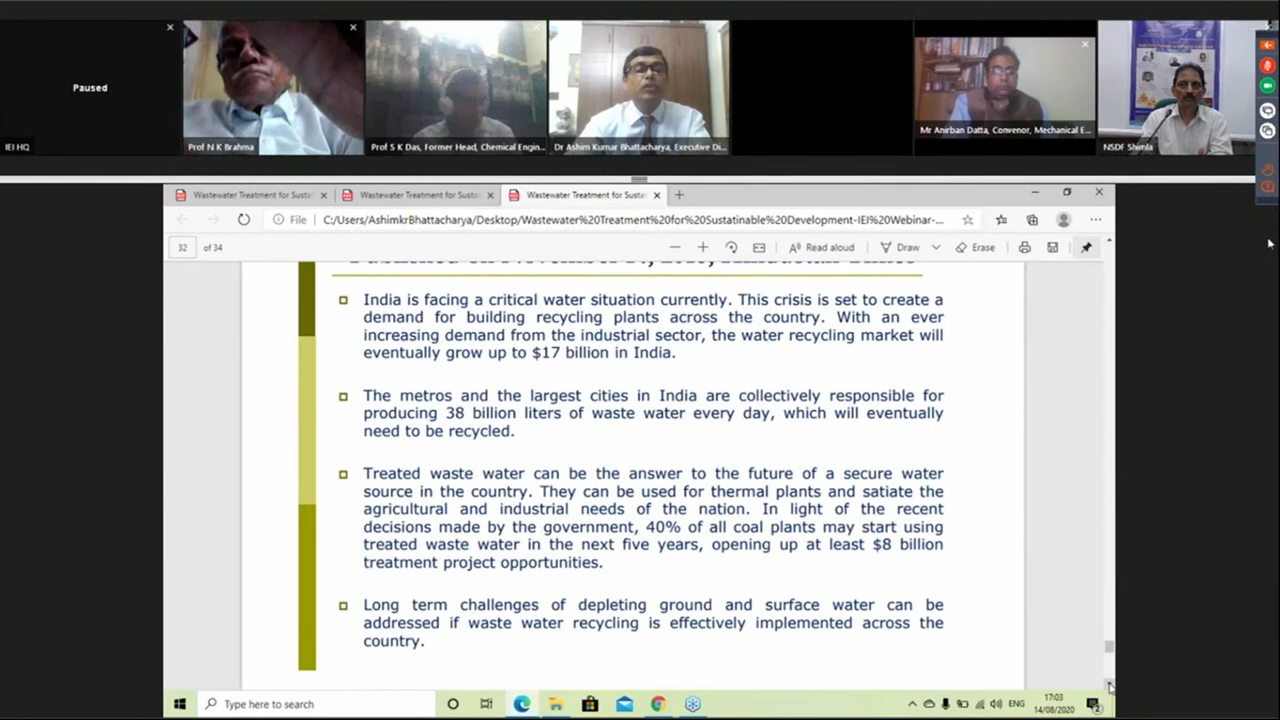 Paused
IEI HQ
Prof N K Brahma
Prof S K Das, Former Head, Chemical Engin...
Dr Ashim Kumar Bhattacharya, Executive Di...
Mr Anirban Datta, Convenor, Mechanical E...
NSDF Shimla
Wastewater Treatment for Susta
Wastewater Treatment for Susta
Wastewater Treatment for Susta
File
C:/Users/AshimkrBhattacharya/Desktop/Wastewater%20Treatment%20for%20Sustainable%20Development-IEI%20Webinar-...
32 of 34
Read aloud
Draw
Erase
India is facing a critical water situation currently. This crisis is set to create a
demand for building recycling plants across the country. With an ever
increasing demand from the industrial sector, the water recycling market will
eventually grow up to $17 billion in India.
The metros and the largest cities in India are collectively responsible for
producing 38 billion liters of waste water every day, which will eventually
need to be recycled.
Treated waste water can be the answer to the future of a secure water
source in the country. They can be used for thermal plants and satiate the
agricultural and industrial needs of the nation. In light of the recent
decisions made by the government, 40% of all coal plants may start using
treated waste water in the next five years, opening up at least $8 billion
treatment project opportunities.
Long term challenges of depleting ground and surface water can be
addressed if waste water recycling is effectively implemented across the
country.
Type here to search
ENG
17:03
14/08/2020
2